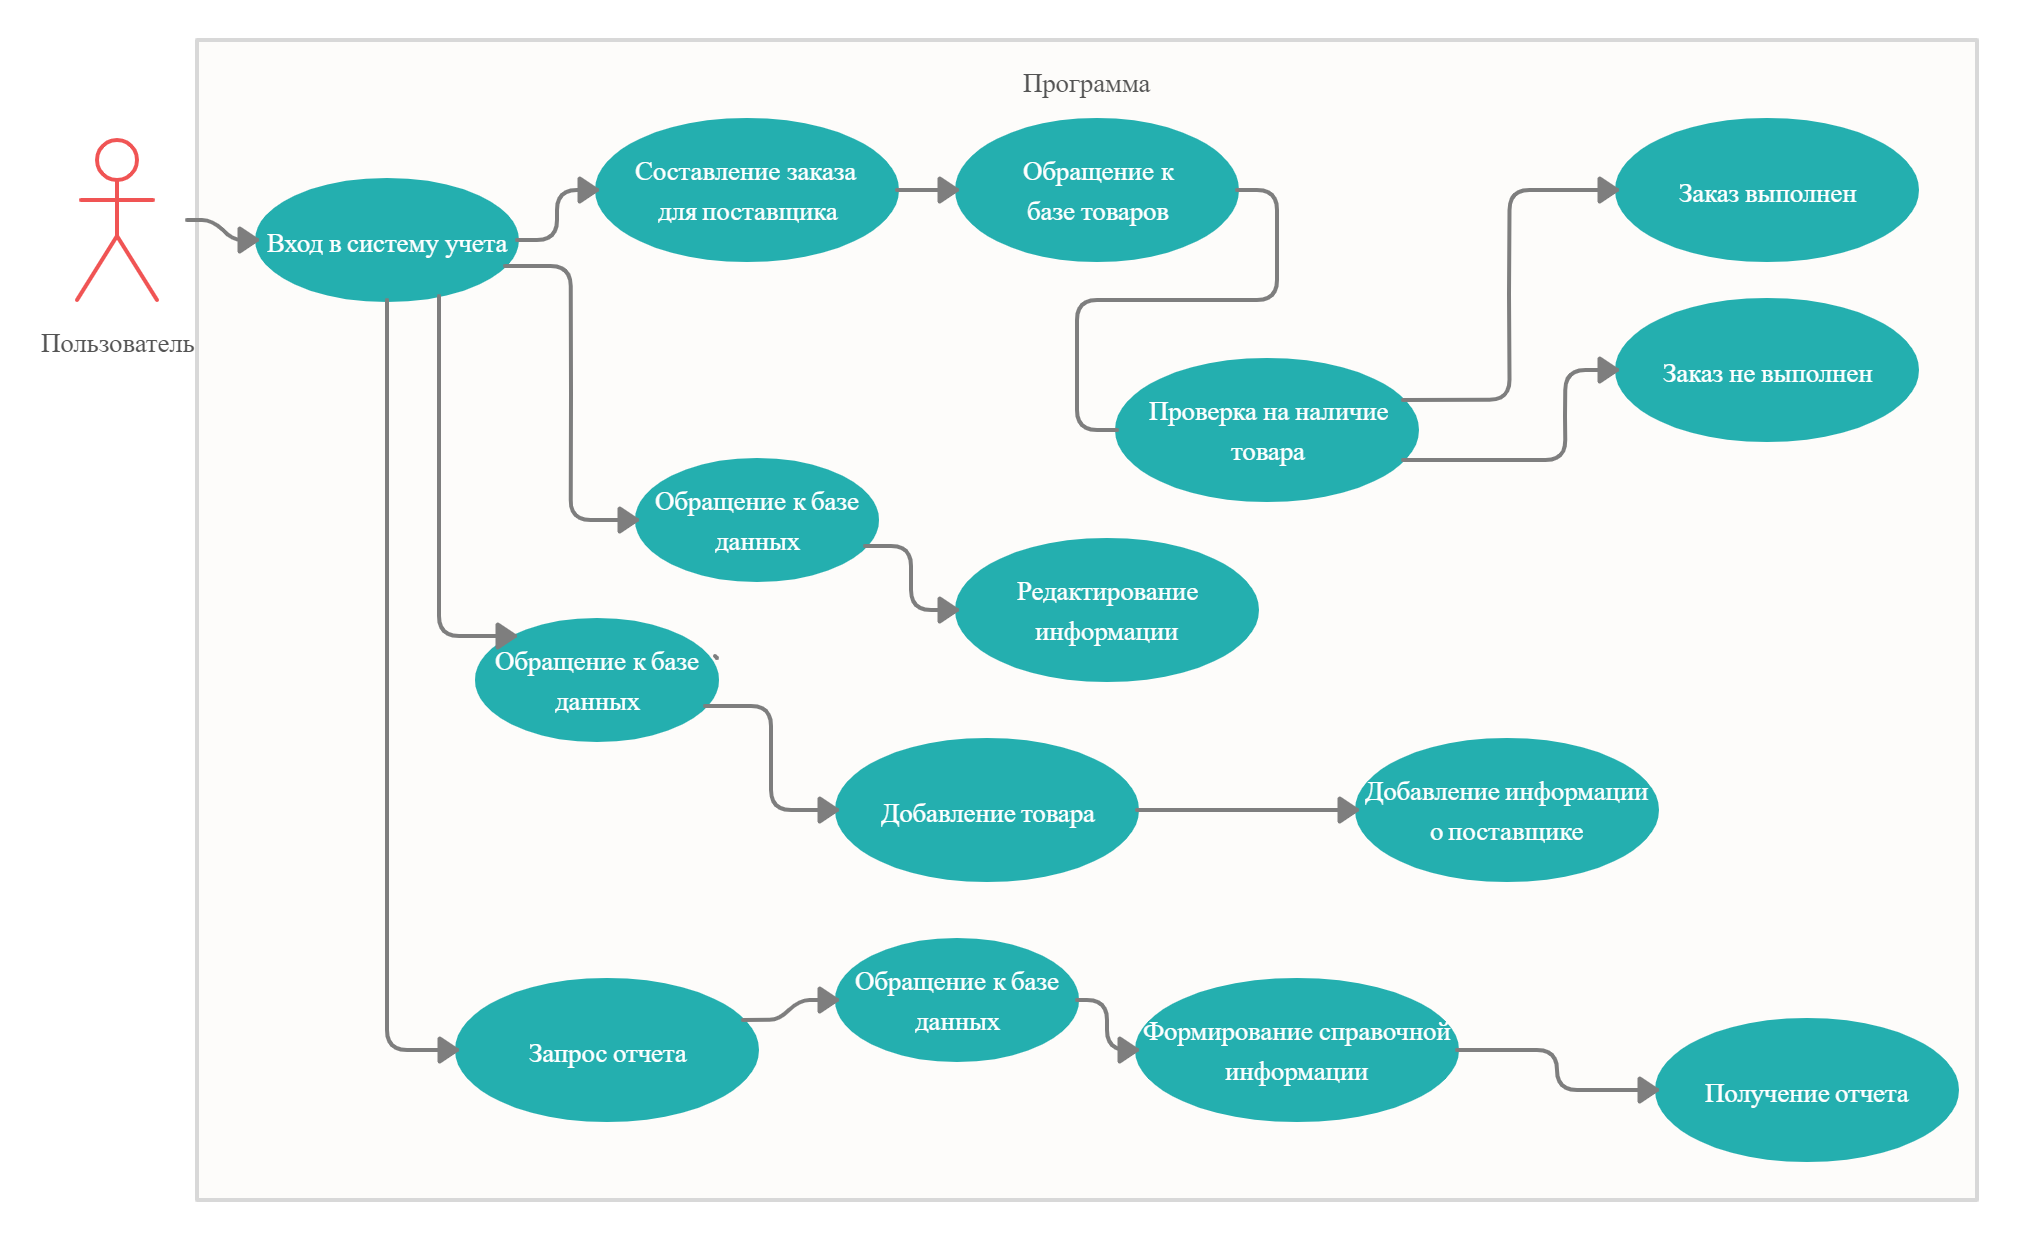 Программа
Пользователь
Вход в систему учета
Составление заказа
для поставщика
Обращение к
базе товаров
Заказ выполнен
Заказ не выполнен
Проверка на наличие
товара
Обращение к базе
данных
Редактирование
информации
Обращение к базе
данных
Добавление товара
Добавление информации
о поставщике
Запрос отчета
Обращение к базе
данных
Формирование справочной
информации
Получение отчета